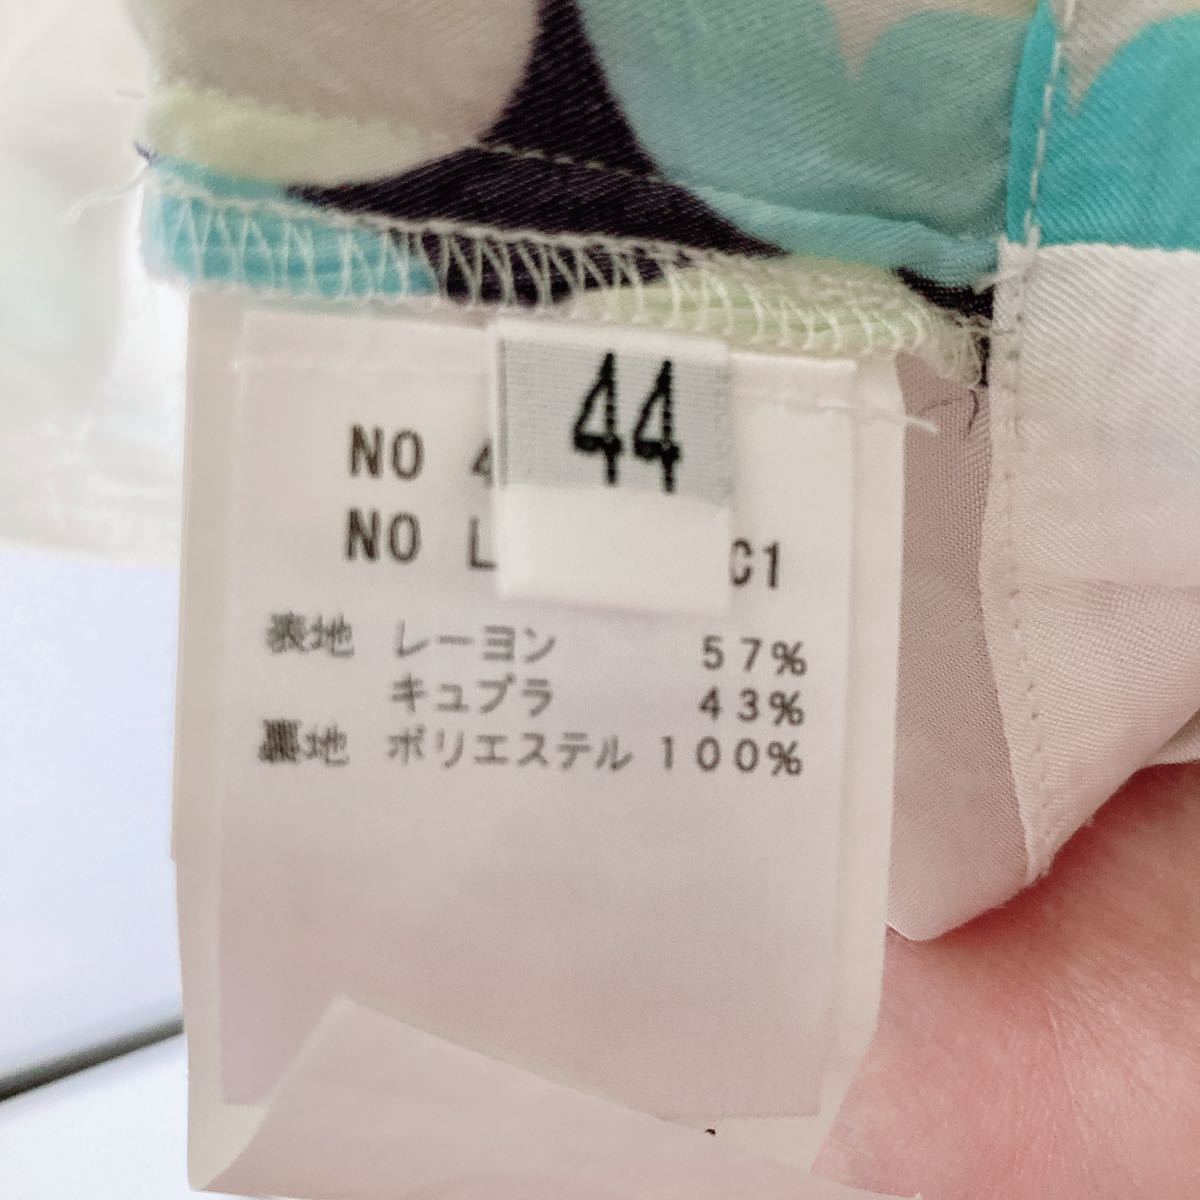 44
NO 4
NO L C1
表地 レーヨン 57%
キュプラ 43%
裏地 ポリエステル 100%